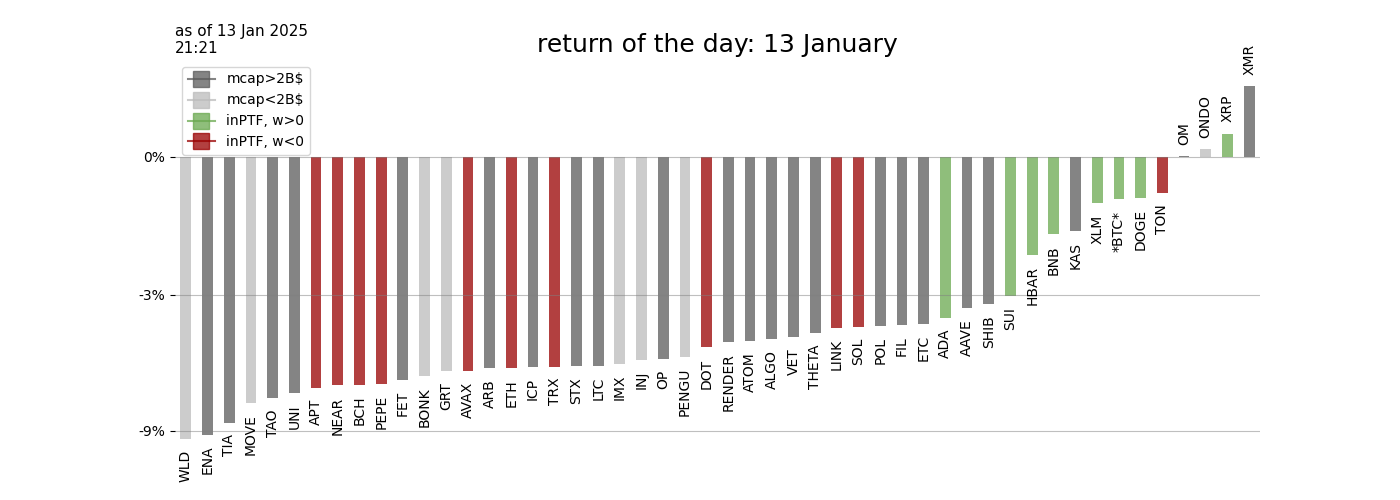 as of 13 Jan 2025
21:21
return of the day: 13 January
mcap>2B$
mcap<2B$
inPTF, w>0
inPTF, w<0
0%
-3%
-9%
WLD
ENA
TIA
MOVE
TAO
UNI
APT
NEAR
BCH
PEPE
FET
BONK
GRT
AVAX
ARB
ETH
ICP
TRX
STX
LTC
IMX
INJ
OP
PENGU
DOT
RENDER
ATOM
ALGO
VET
THETA
LINK
SOL
POL
FIL
ETC
ADA
AAVE
SHIB
SUI
HBAR
BNB
KAS
XLM
*BTC*
DOGE
TON
OM
ONDO
XRP
XMR